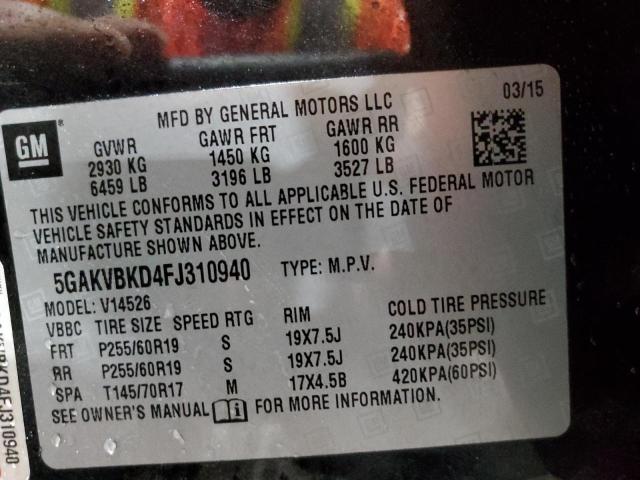 MFD BY GENERAL MOTORS LLC
03/15
GM
GVWR GAWR FRT GAWR RR
2930 KG 1450 KG 1600 KG
6459 LB 3196 LB 3527 LB
THIS VEHICLE CONFORMS TO ALL APPLICABLE U.S. FEDERAL MOTOR
VEHICLE SAFETY STANDARDS IN EFFECT ON THE DATE OF
MANUFACTURE SHOWN ABOVE.
5GAKVBKD4FJ310940 TYPE: M.P.V.
MODEL: V14526
VBBC TIRE SIZE SPEED RTG RIM COLD TIRE PRESSURE
FRT P255/60R19 S 19X7.5J 240KPA(35PSI)
RR P255/60R19 S 19X7.5J 240KPA(35PSI)
SPA T145/70R17 M 17X4.5B 420KPA(60PSI)
SEE OWNER'S MANUAL FOR MORE INFORMATION.